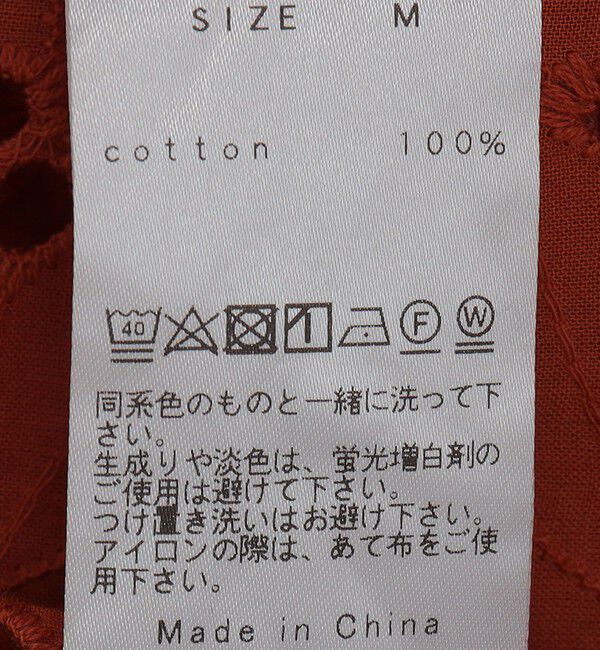 SIZE M
cotton 100%
40 F W
同系色のものと一緒に洗って下
さい。
生成りや淡色は、蛍光増白剤の
ご使用は避けて下さい。
つけ置き洗いはお避け下さい。
アイロンの際は、あて布をご使
用下さい。
Made in China